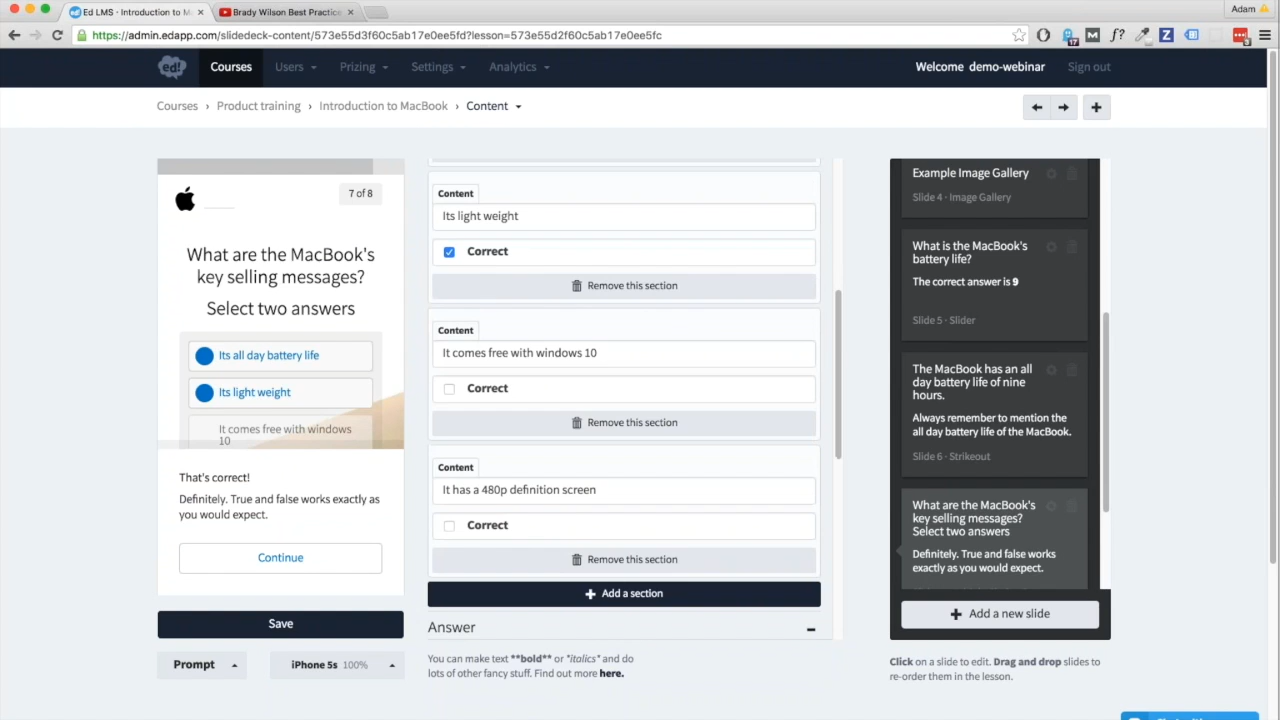 Ed LMS - Introduction to M
Brady Wilson Best Practice
Adam
https://admin.edapp.com/slidedeck-content/573e55d3f60c5ab17e0ee5fd?lesson=573e55d2f60c5ab17e0ee5fc
17
M
f?
Z
3
ed!
Courses
Users
Prizing
Settings
Analytics
Welcome demo-webinar
Sign out
Courses › Product training › Introduction to MacBook › Content
7 of 8
What are the MacBook's
key selling messages?
Select two answers
Its all day battery life
Its light weight
It comes free with windows
10
That's correct!
Definitely. True and false works exactly as
you would expect.
Continue
Save
Prompt
iPhone 5s 100%
Content
Its light weight
Correct
Remove this section
Content
It comes free with windows 10
Correct
Remove this section
Content
It has a 480p definition screen
Correct
Remove this section
Add a section
Answer
You can make text **bold** or *italics* and do
lots of other fancy stuff. Find out more here.
Example Image Gallery
Slide 4 · Image Gallery
What is the MacBook's
battery life?
The correct answer is 9
Slide 5 · Slider
The MacBook has an all
day battery life of nine
hours.
Always remember to mention the
all day battery life of the MacBook.
Slide 6 · Strikeout
What are the MacBook's
key selling messages?
Select two answers
Definitely. True and false works
exactly as you would expect.
Add a new slide
Click on a slide to edit. Drag and drop slides to
re-order them in the lesson.